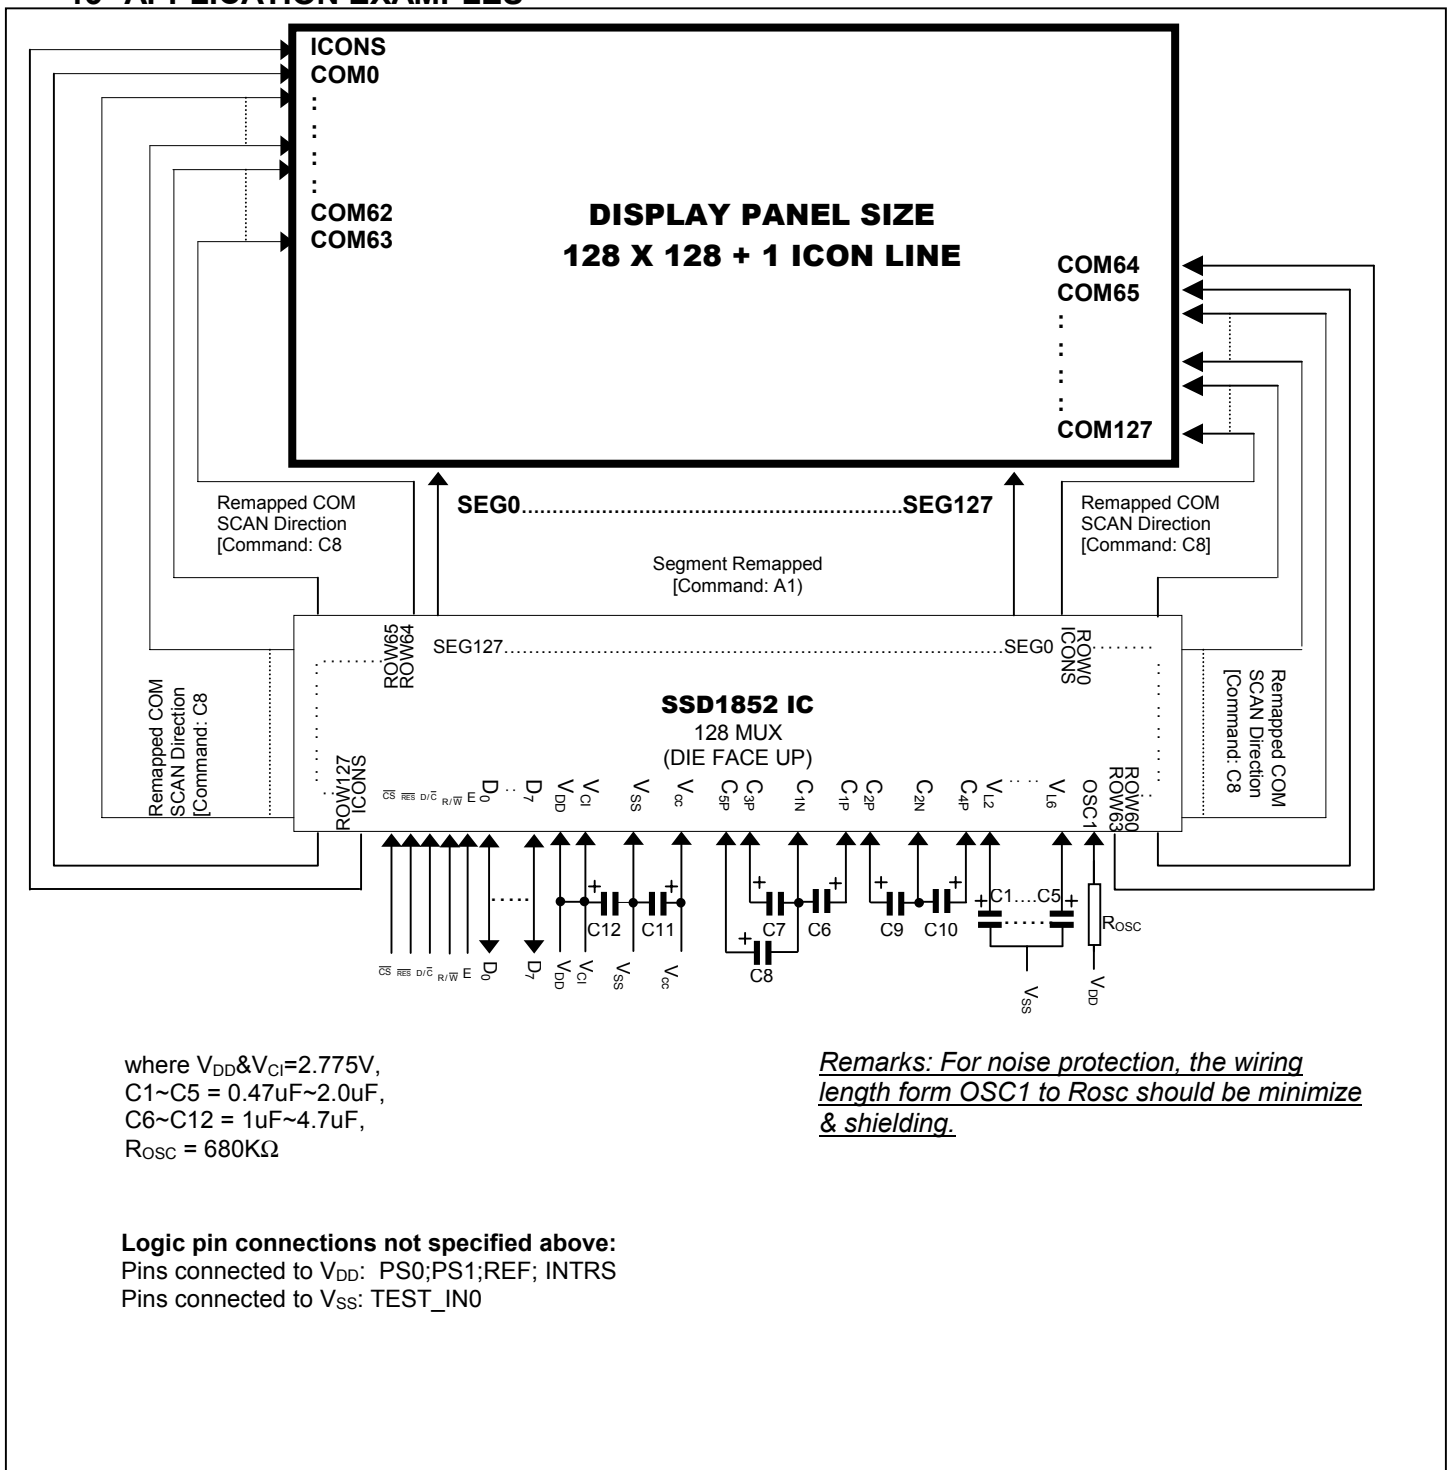 ICONS
COM0
:
:
:
:
COM62
COM63
DISPLAY PANEL SIZE
128 X 128 + 1 ICON LINE
COM64
COM65
:
:
:
:
COM127
Remapped COM
SCAN Direction
[Command: C8
SEG0......................................................SEG127
Remapped COM
SCAN Direction
[Command: C8]
Segment Remapped
[Command: A1)
ROW65
ROW64
SEG127......................................................SEG0
ICONS
ROW0
Remapped COM
SCAN Direction
[Command: C8
SSD1852 IC
128 MUX
(DIE FACE UP)
Remapped COM
SCAN Direction
[Command: C8
ROW127
ICONS
C̅S̅ R̅E̅S̅ D/C̅ R/W̅ E D0 .. D7 VDD VCI VSS Vcc C5P C3P C1N C1P C2P C2N C4P VL2 .. .. VL6 OSC1 ROW63 ROW60
.....
+ C12 C11 + C7 C6 + + C8 + C9 C10 + + C1....C5 + ROSC
C̅S̅ R̅E̅S̅ D/C̅ R/W̅ E D0 D7 VDD VCI VSS Vcc VSS VDD
where VDD&VCI=2.775V,
C1~C5 = 0.47uF~2.0uF,
C6~C12 = 1uF~4.7uF,
ROSC = 680KΩ
Remarks: For noise protection, the wiring
length form OSC1 to Rosc should be minimize
& shielding.
Logic pin connections not specified above:
Pins connected to VDD: PS0;PS1;REF; INTRS
Pins connected to VSS: TEST_IN0